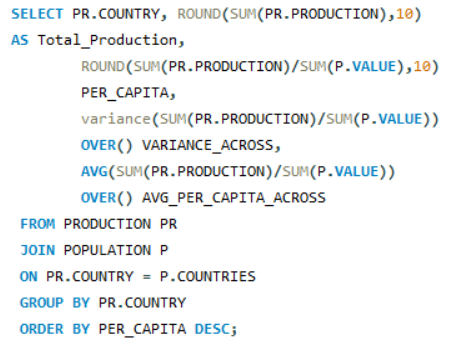 SELECT PR.COUNTRY, ROUND(SUM(PR.PRODUCTION),10)
AS Total_Production,
ROUND(SUM(PR.PRODUCTION)/SUM(P.VALUE),10)
PER_CAPITA,
variance(SUM(PR.PRODUCTION)/SUM(P.VALUE))
OVER() VARIANCE_ACROSS,
AVG(SUM(PR.PRODUCTION)/SUM(P.VALUE))
OVER() AVG_PER_CAPITA_ACROSS
FROM PRODUCTION PR
JOIN POPULATION P
ON PR.COUNTRY = P.COUNTRIES
GROUP BY PR.COUNTRY
ORDER BY PER_CAPITA DESC;